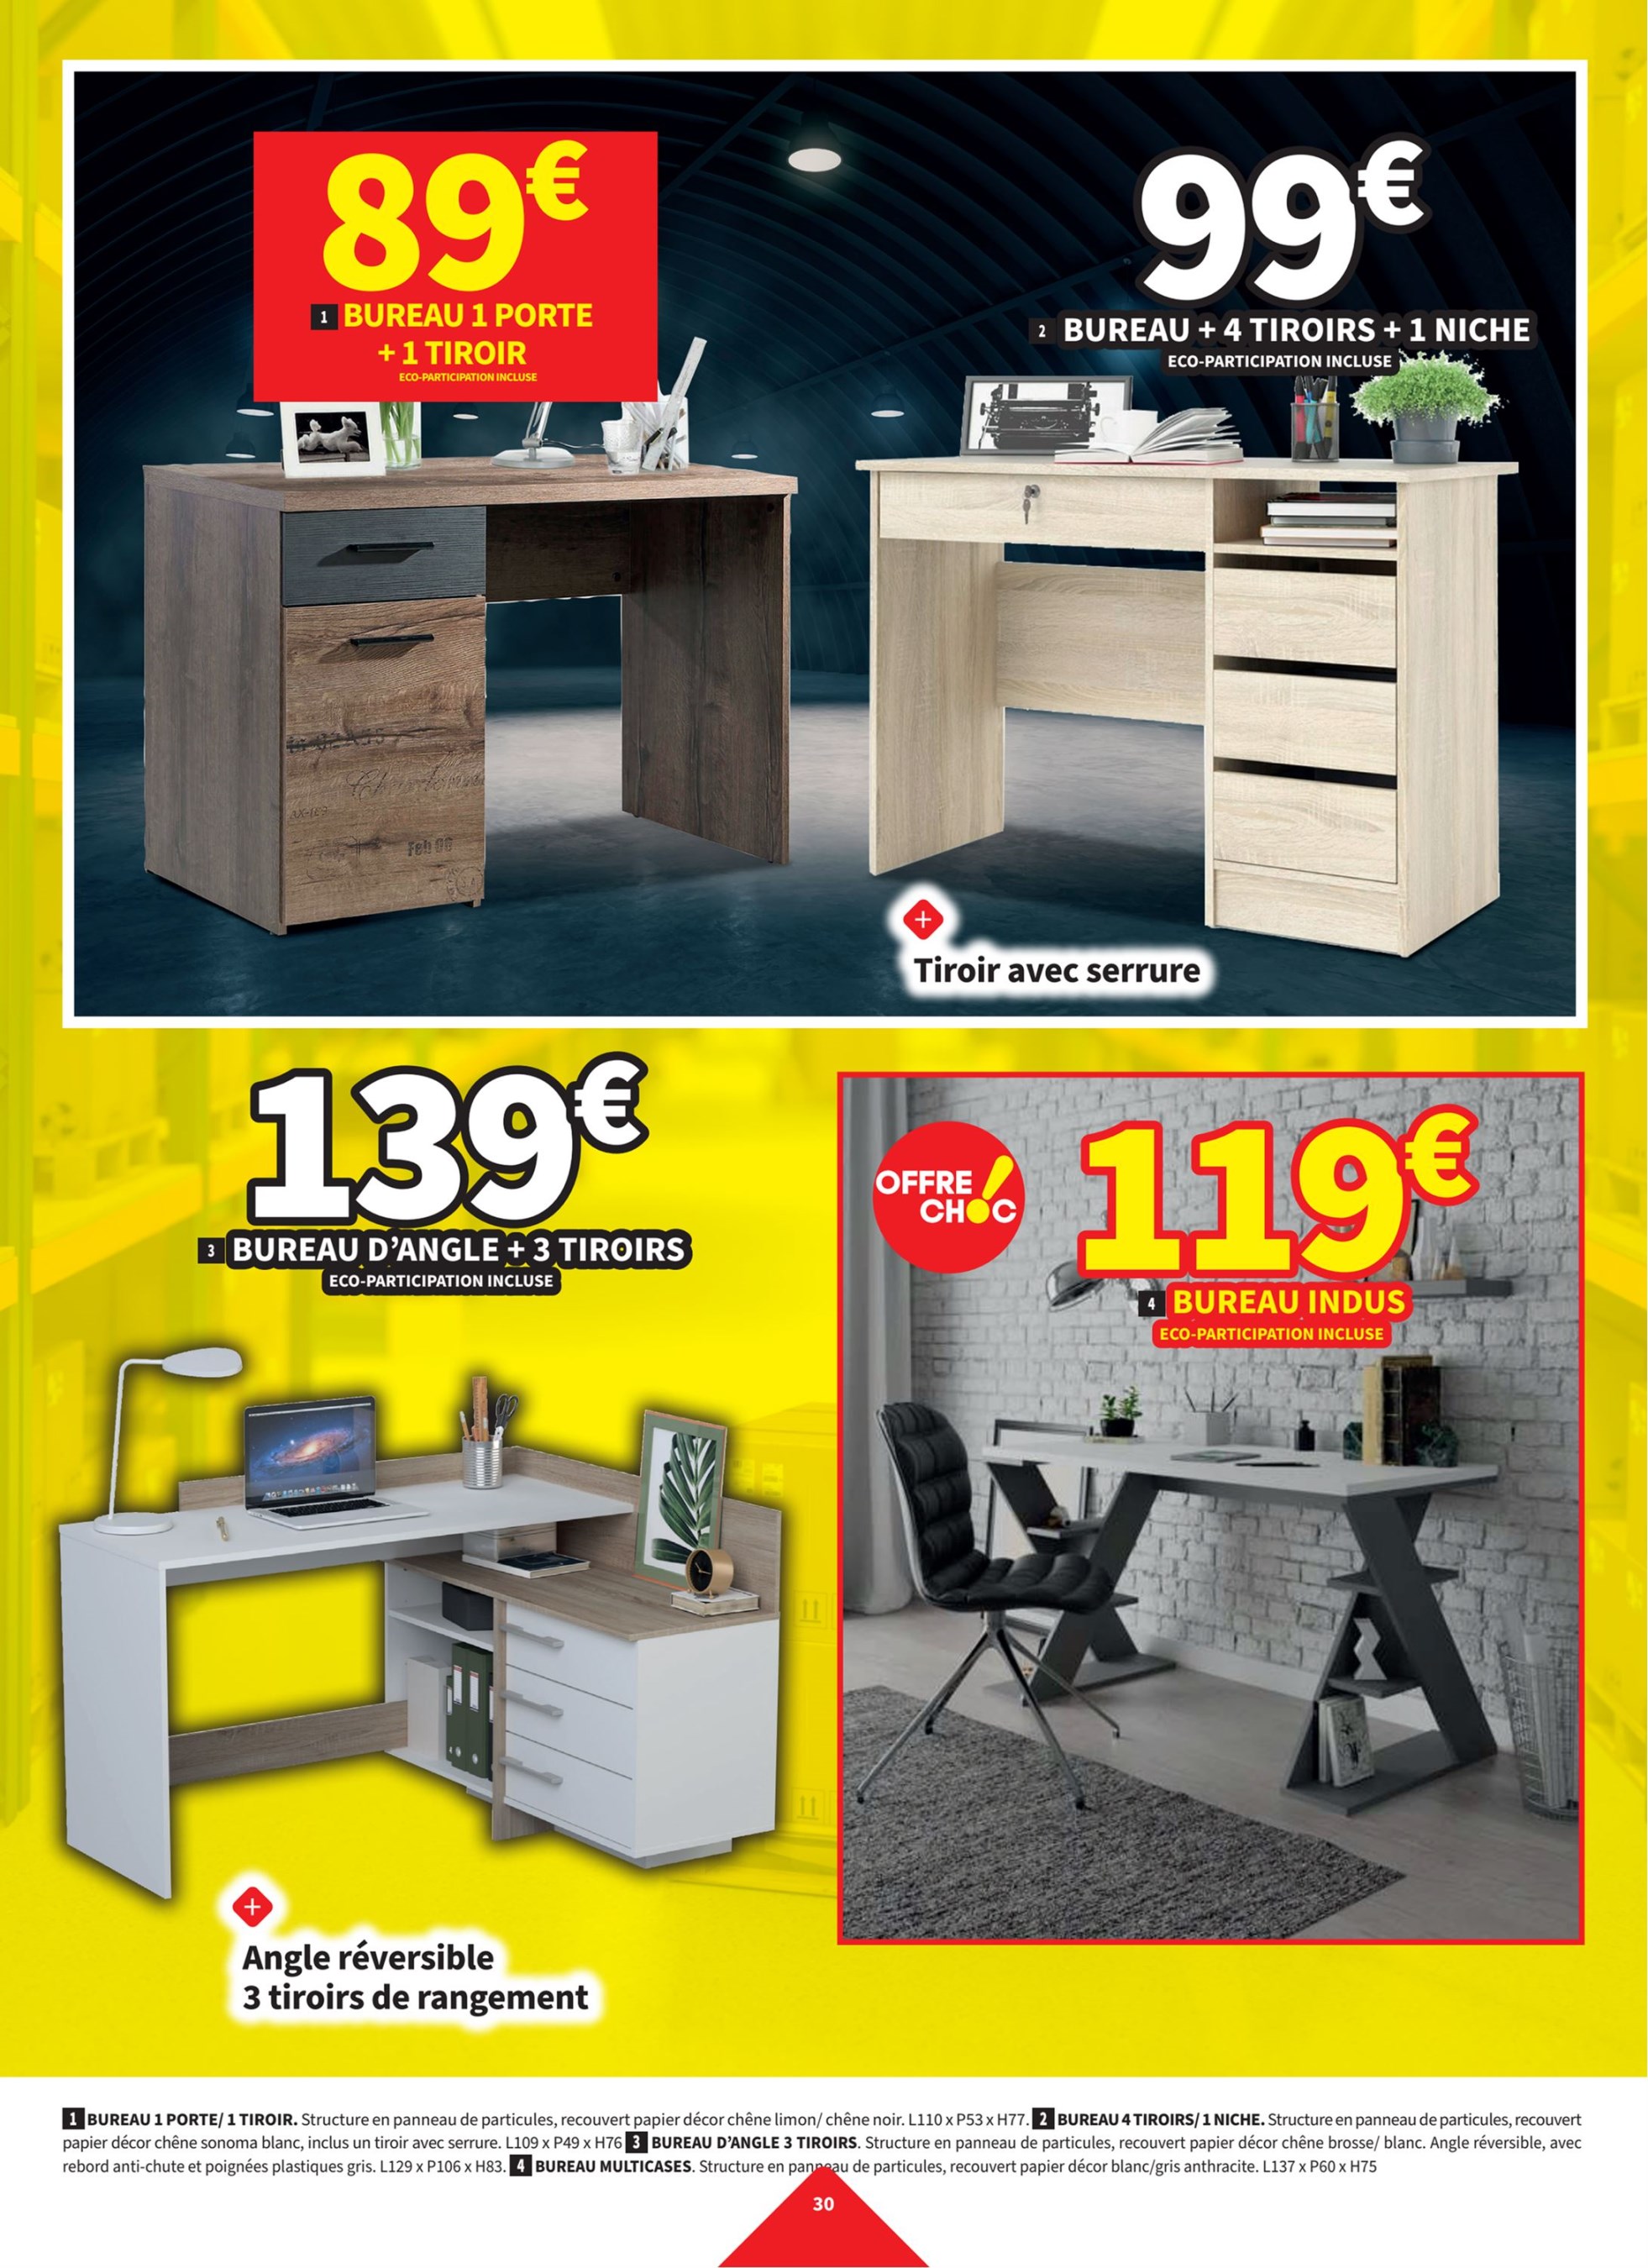 89€
1 BUREAU 1 PORTE
+ 1 TIROIR
ECO-PARTICIPATION INCLUSE
99€
2 BUREAU + 4 TIROIRS + 1 NICHE
ECO-PARTICIPATION INCLUSE
Feb 06
+
Tiroir avec serrure
139€
3 BUREAU D’ANGLE + 3 TIROIRS
ECO-PARTICIPATION INCLUSE
OFFRE
CHOC!
119€
4 BUREAU INDUS
ECO-PARTICIPATION INCLUSE
+
Angle réversible
3 tiroirs de rangement
1 BUREAU 1 PORTE/ 1 TIROIR. Structure en panneau de particules, recouvert papier décor chêne limon/ chêne noir. L110 x P53 x H77. 2 BUREAU 4 TIROIRS/ 1 NICHE. Structure en panneau de particules, recouvert
papier décor chêne sonoma blanc, inclus un tiroir avec serrure. L109 x P49 x H76 3 BUREAU D’ANGLE 3 TIROIRS. Structure en panneau de particules, recouvert papier décor chêne brosse/ blanc. Angle réversible, avec
rebord anti-chute et poignées plastiques gris. L129 x P106 x H83. 4 BUREAU MULTICASES. Structure en panneau de particules, recouvert papier décor blanc/gris anthracite. L137 x P60 x H75
30